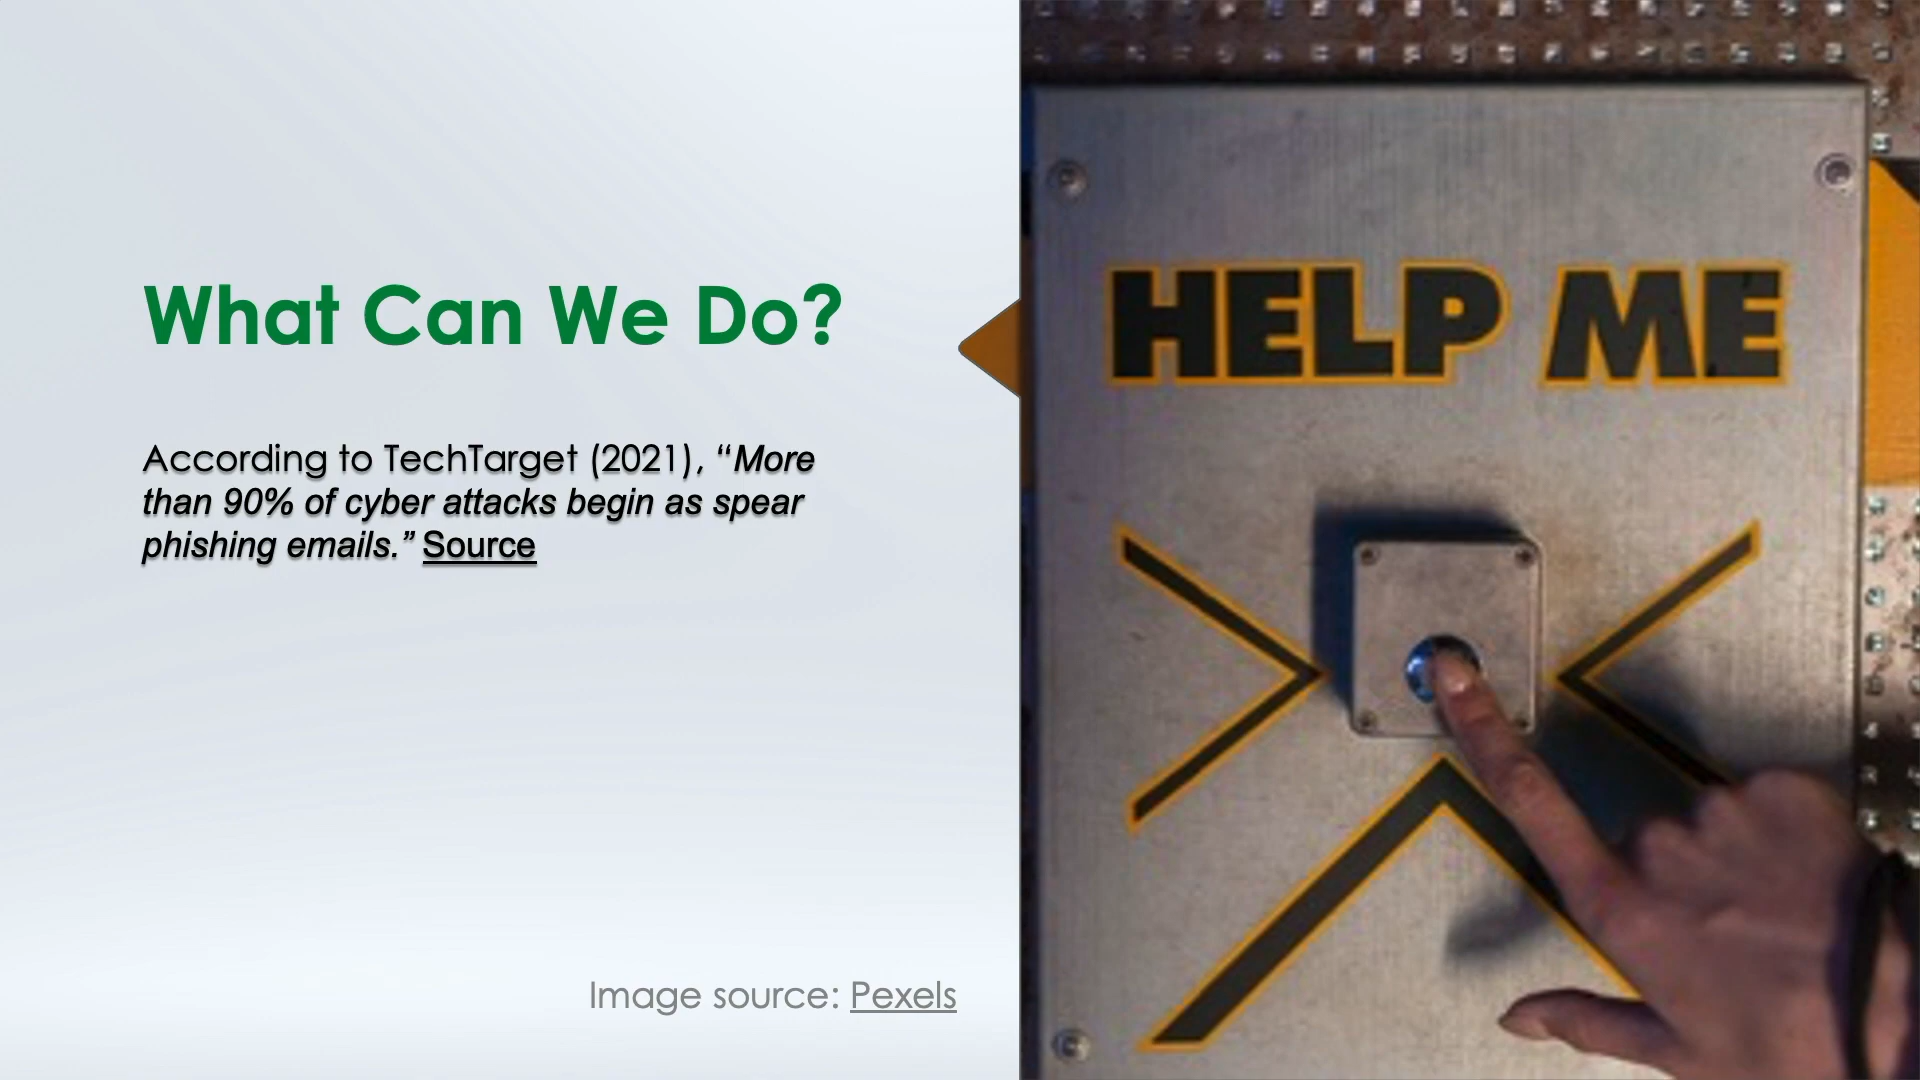 What Can We Do?
According to TechTarget (2021), “More
than 90% of cyber attacks begin as spear
phishing emails.” Source
Image source: Pexels
HELP ME